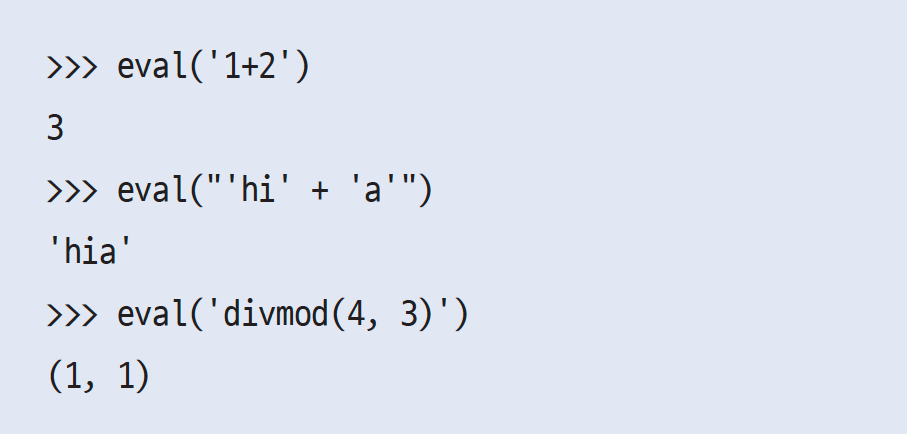 >>> eval('1+2')
3
>>> eval("'hi' + 'a'")
'hia'
>>> eval('divmod(4, 3)')
(1, 1)